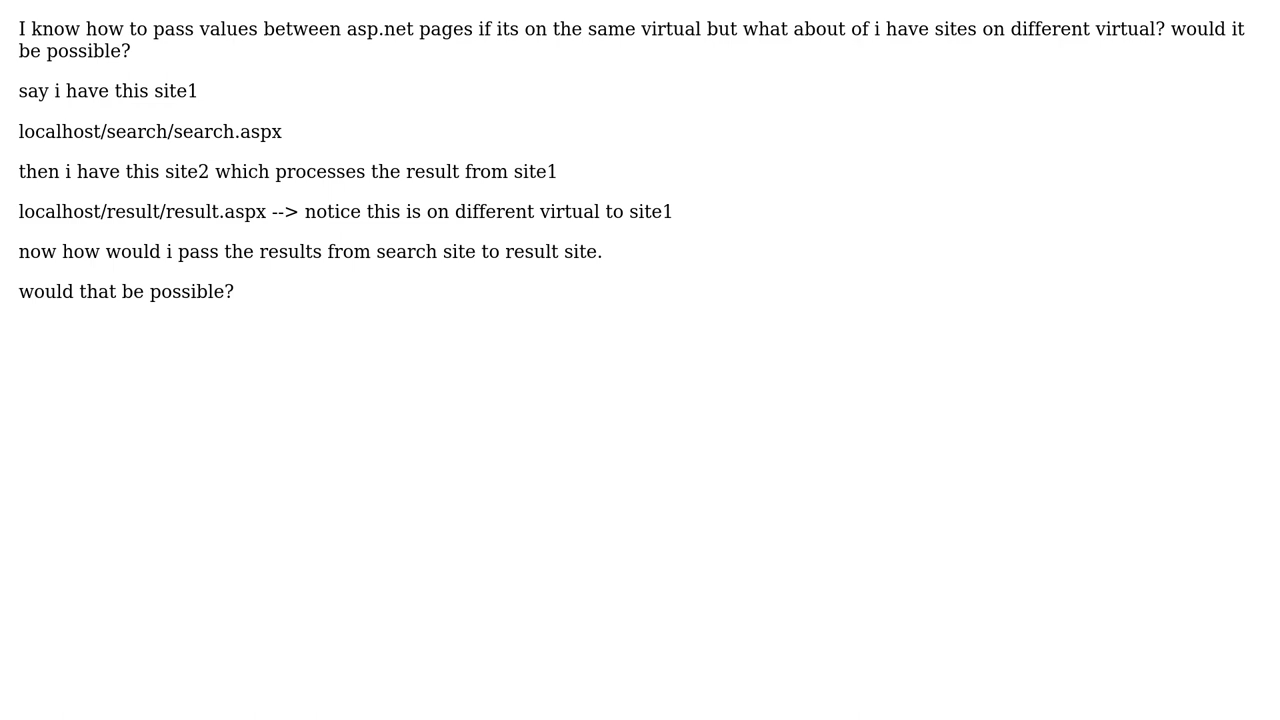 I know how to pass values between asp.net pages if its on the same virtual but what about of i have sites on different virtual? would it
be possible?
say i have this site1
localhost/search/search.aspx
then i have this site2 which processes the result from site1
localhost/result/result.aspx --> notice this is on different virtual to site1
now how would i pass the results from search site to result site.
would that be possible?